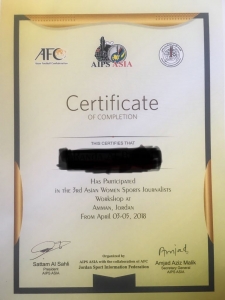 AFC
AIPS ASIA
Certificate
OF COMPLETION
THIS CERTIFIES THAT
Has Participated
in the 3rd Asian Women Sports Journalists
Workshop at
Amman, Jordan
From April 03-05, 2018
Sattam Al Sahli
President
AIPS ASIA
Organized by
AIPS ASIA with the collaboration of AFC
Jordan Sport Information Federation
Amjad
Amjad Aziz Malik
Secretary General
AIPS ASIA